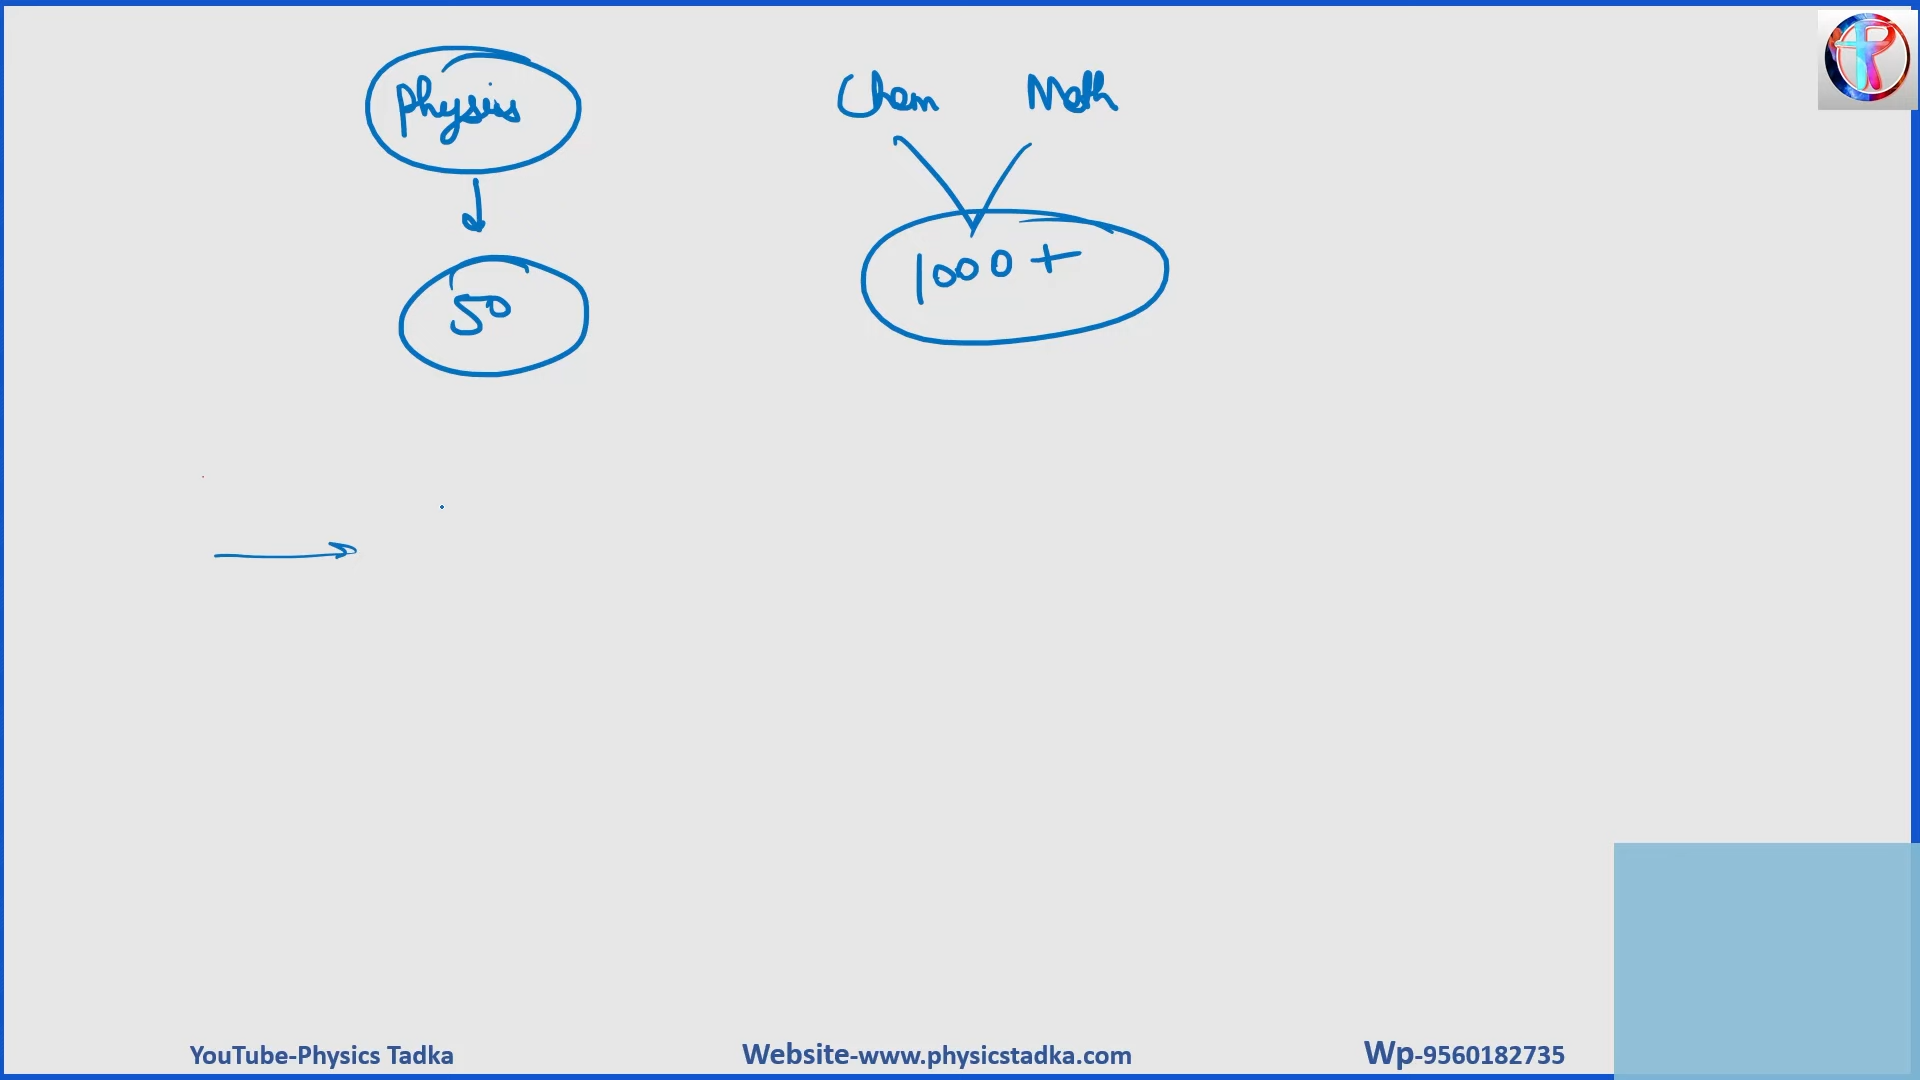 Physics
Chem Math
50
1000 +
YouTube-Physics Tadka
Website-www.physicstadka.com
Wp-9560182735